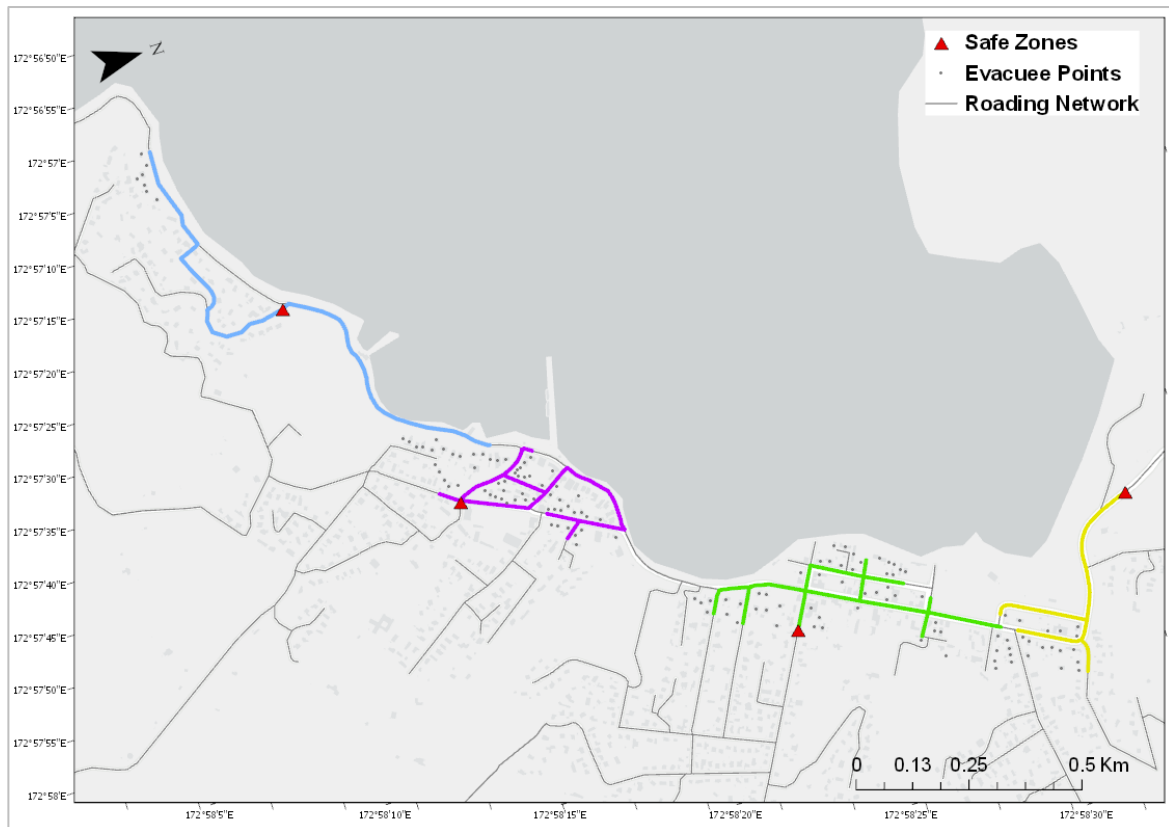 N
Safe Zones
Evacuee Points
Roading Network
172°56'50"E
172°56'55"E
172°57'E
172°57'5"E
172°57'10"E
172°57'15"E
172°57'20"E
172°57'25"E
172°57'30"E
172°57'35"E
172°57'40"E
172°57'45"E
172°57'50"E
172°57'55"E
172°58'E
0 0.13 0.25 0.5 Km
172°58'5"E 172°58'10"E 172°58'15"E 172°58'20"E 172°58'25"E 172°58'30"E